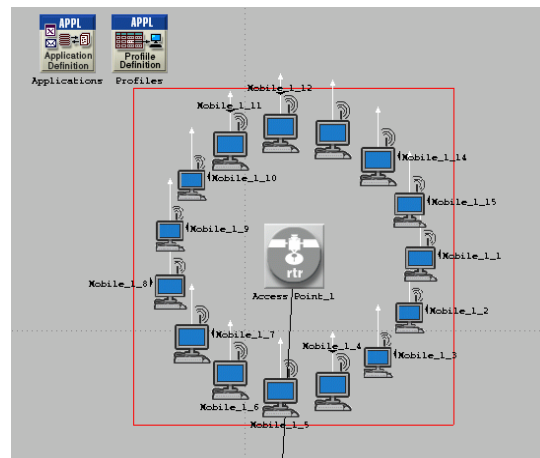 APPL
Application
Definition
Applications
APPL
Profile
Definition
Profiles
Mobile_1_12
Mobile_1_11
Mobile_1_14
Mobile_1_10
Mobile_1_15
Mobile_1_9
Mobile_1_1
rtr
Mobile_1_8
Access Point_1
Mobile_1_2
Mobile_1_7
Mobile_1_4
Mobile_1_3
Mobile_1_6
Mobile_1_5